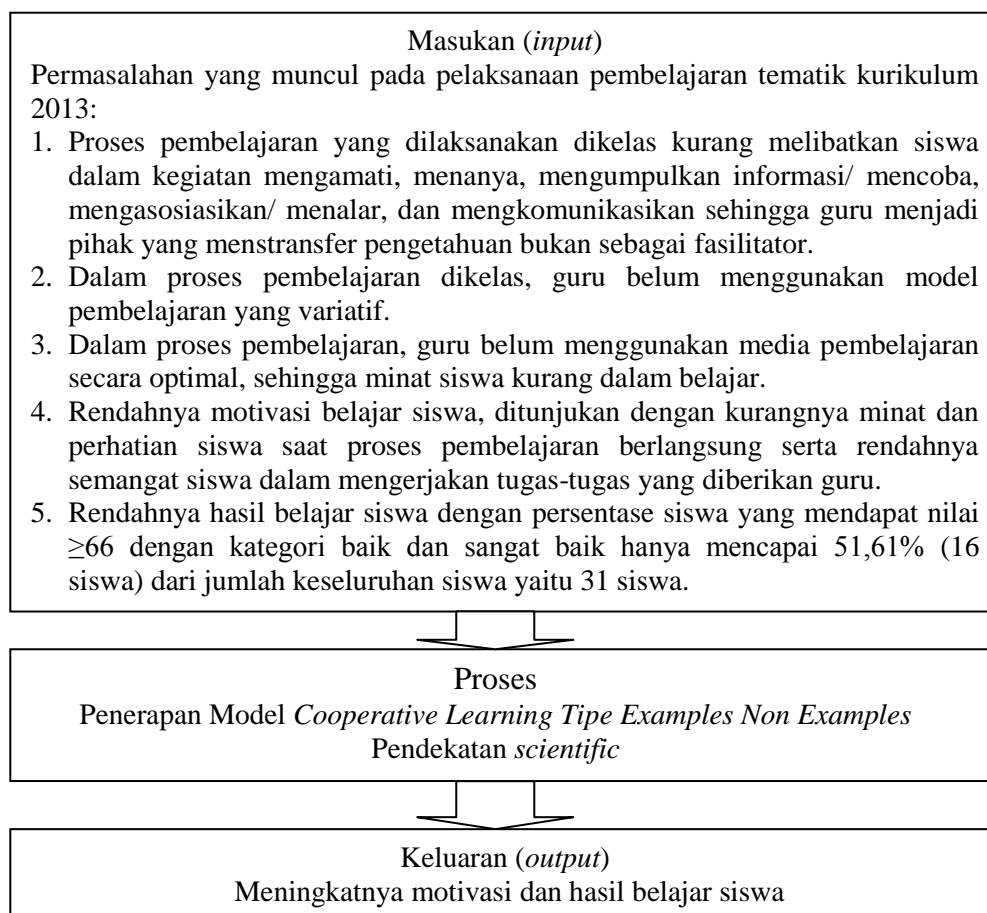 Masukan (input)
Permasalahan yang muncul pada pelaksanaan pembelajaran tematik kurikulum
2013:
1. Proses pembelajaran yang dilaksanakan dikelas kurang melibatkan siswa
dalam kegiatan mengamati, menanya, mengumpulkan informasi/ mencoba,
mengasosiasikan/ menalar, dan mengkomunikasikan sehingga guru menjadi
pihak yang menstransfer pengetahuan bukan sebagai fasilitator.
2. Dalam proses pembelajaran dikelas, guru belum menggunakan model
pembelajaran yang variatif.
3. Dalam proses pembelajaran, guru belum menggunakan media pembelajaran
secara optimal, sehingga minat siswa kurang dalam belajar.
4. Rendahnya motivasi belajar siswa, ditunjukan dengan kurangnya minat dan
perhatian siswa saat proses pembelajaran berlangsung serta rendahnya
semangat siswa dalam mengerjakan tugas-tugas yang diberikan guru.
5. Rendahnya hasil belajar siswa dengan persentase siswa yang mendapat nilai
≥66 dengan kategori baik dan sangat baik hanya mencapai 51,61% (16
siswa) dari jumlah keseluruhan siswa yaitu 31 siswa.
Proses
Penerapan Model Cooperative Learning Tipe Examples Non Examples
Pendekatan scientific
Keluaran (output)
Meningkatnya motivasi dan hasil belajar siswa